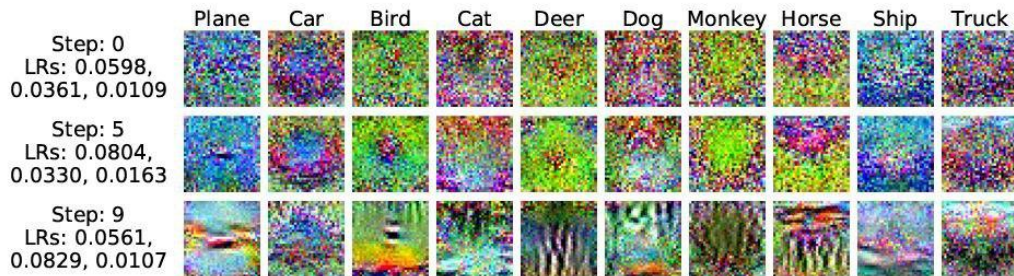 Plane Car Bird Cat Deer Dog Monkey Horse Ship Truck
Step: 0
LRs: 0.0598,
0.0361, 0.0109
Step: 5
LRs: 0.0804,
0.0330, 0.0163
Step: 9
LRs: 0.0561,
0.0829, 0.0107